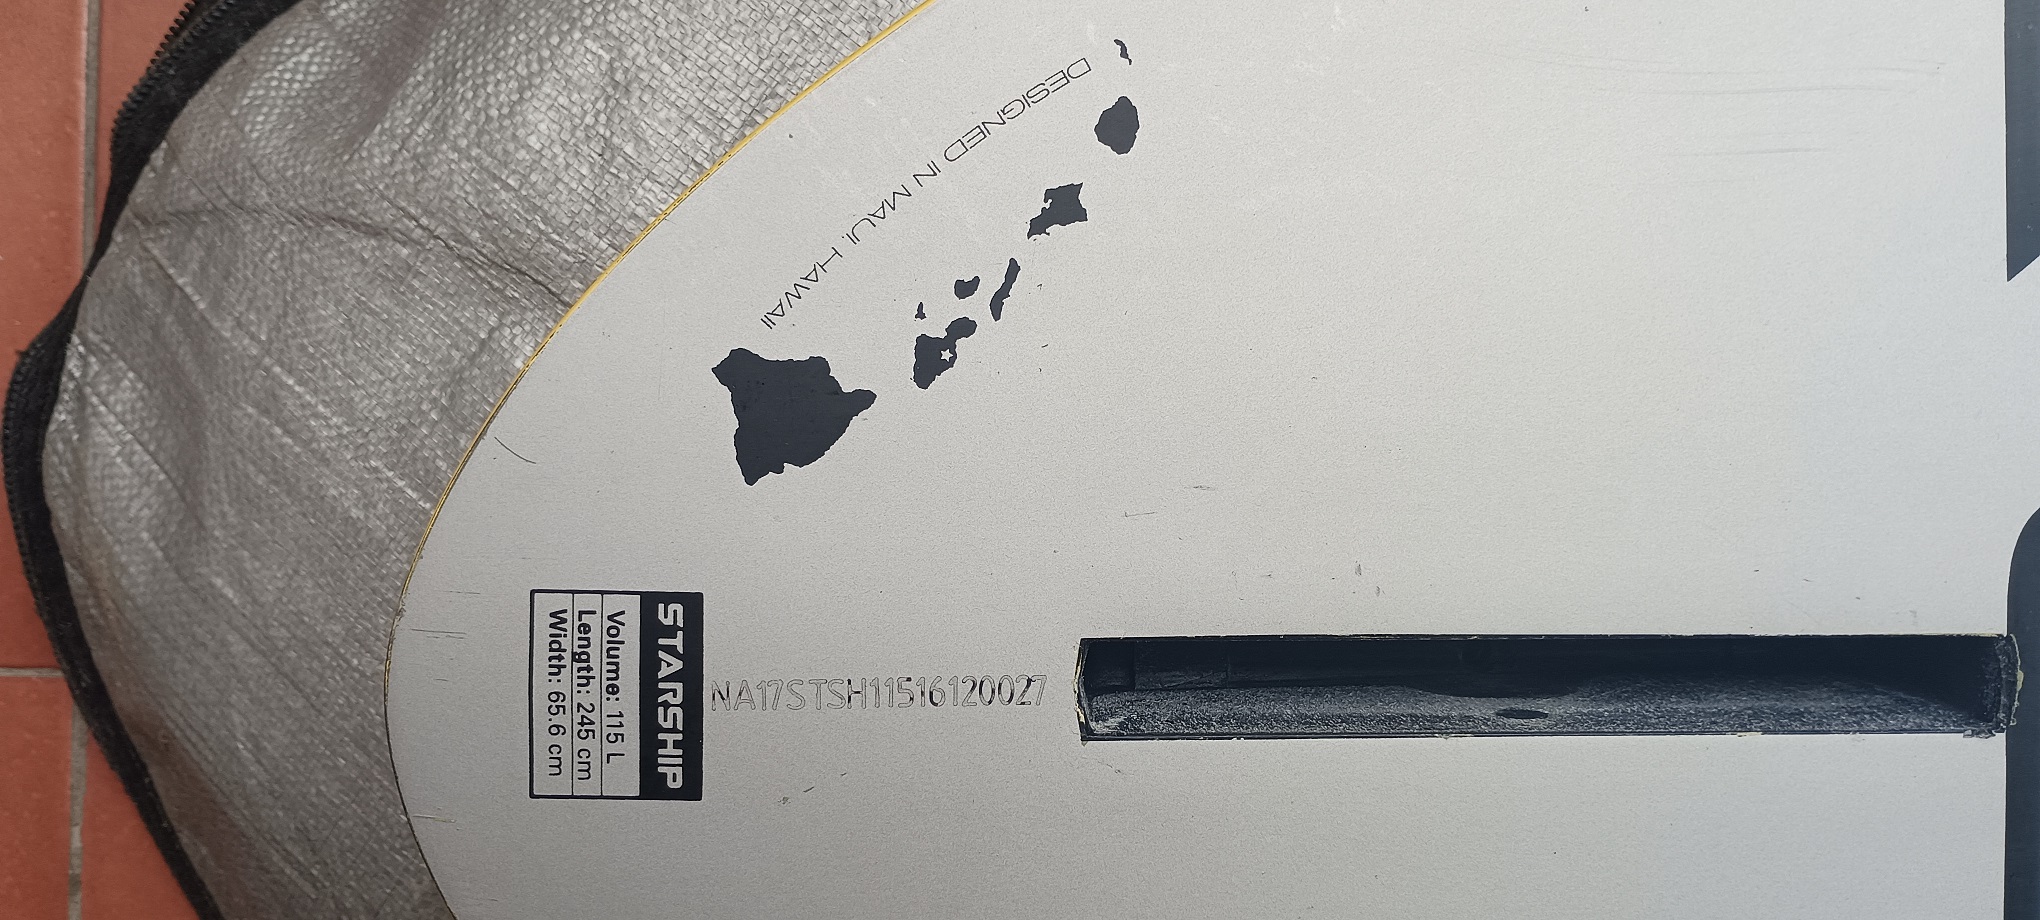 DESIGNED IN MAUI. HAWAII
STARSHIP
Volume: 115 L
Length: 245 cm
Width: 65.6 cm
NA17STSH11516120027